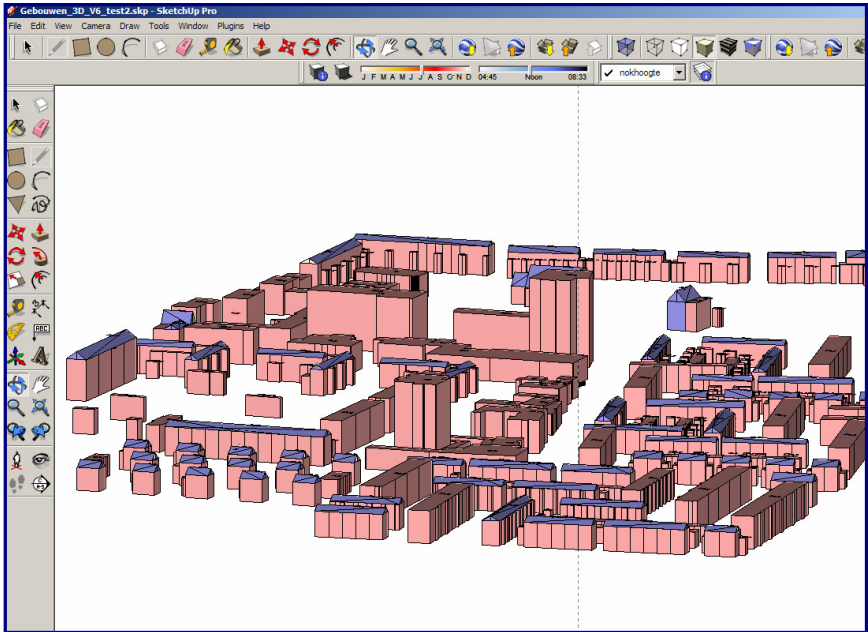 Gebouwen_3D_V6_test2.skp - SketchUp Pro
File Edit View Camera Draw Tools Window Plugins Help
J F M A M J J A S O N D 04:45 Noon 08:33 nokhoogte
ABC